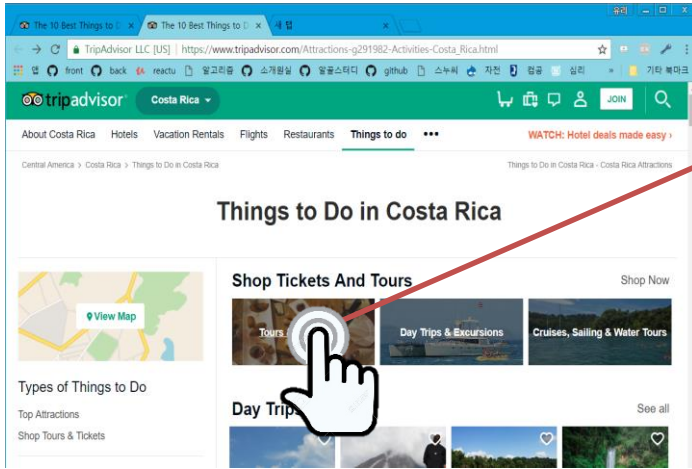 유리
The 10 Best Things to D
The 10 Best Things to D
새 탭
TripAdvisor LLC [US] | https://www.tripadvisor.com/Attractions-g291982-Activities-Costa_Rica.html
앱 front back reactu 알고리즘 소개원실 알쓸스터디 github 스누씨 자전 컴공 심리 » 기타 북마크
tripadvisor Costa Rica JOIN
About Costa Rica Hotels Vacation Rentals Flights Restaurants Things to do ••• WATCH: Hotel deals made easy ›
Central America > Costa Rica > Things to Do in Costa Rica
Things to Do in Costa Rica - Costa Rica Attractions
Things to Do in Costa Rica
Shop Tickets And Tours
Shop Now
View Map
Tours
Day Trips & Excursions
Cruises, Sailing & Water Tours
Types of Things to Do
Top Attractions
Shop Tours & Tickets
Day Trips
See all